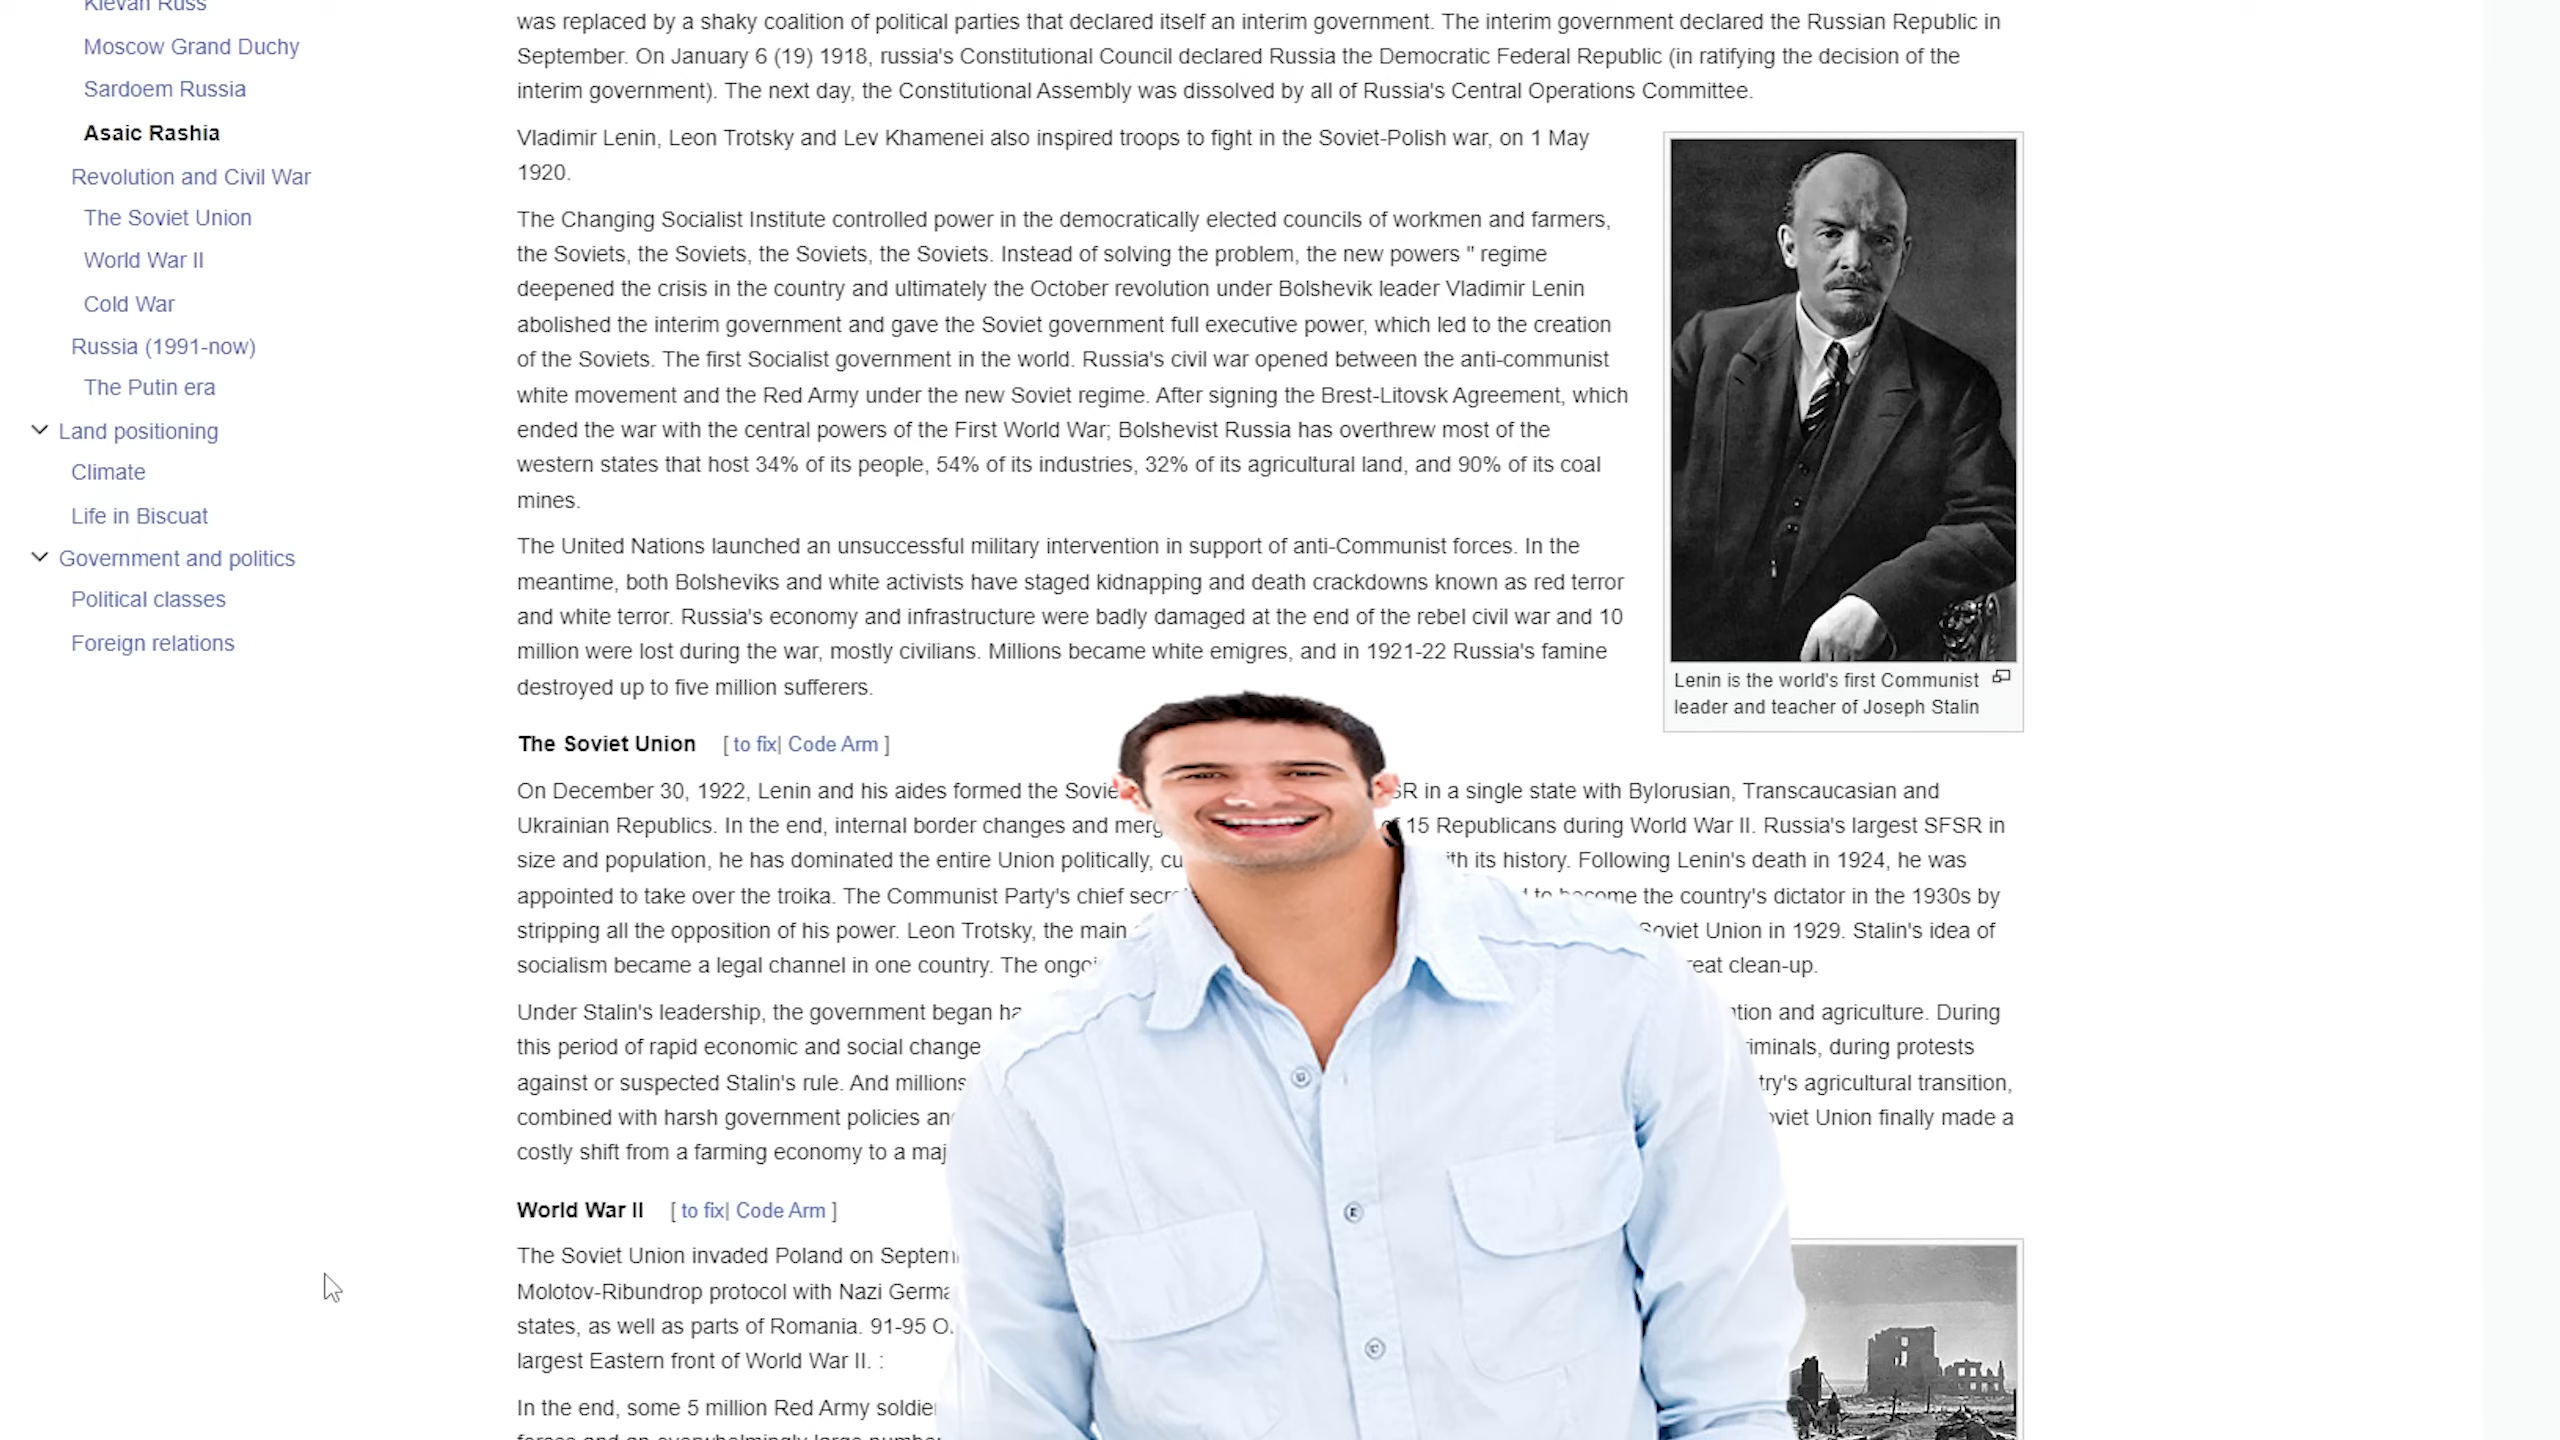 Kievan Russ
Moscow Grand Duchy
Sardoem Russia
Asaic Rashia
Revolution and Civil War
The Soviet Union
World War II
Cold War
Russia (1991-now)
The Putin era
Land positioning
Climate
Life in Biscuat
Government and politics
Political classes
Foreign relations
was replaced by a shaky coalition of political parties that declared itself an interim government. The interim government declared the Russian Republic in
September. On January 6 (19) 1918, russia's Constitutional Council declared Russia the Democratic Federal Republic (in ratifying the decision of the
interim government). The next day, the Constitutional Assembly was dissolved by all of Russia's Central Operations Committee.
Vladimir Lenin, Leon Trotsky and Lev Khamenei also inspired troops to fight in the Soviet-Polish war, on 1 May
1920.
The Changing Socialist Institute controlled power in the democratically elected councils of workmen and farmers,
the Soviets, the Soviets, the Soviets, the Soviets. Instead of solving the problem, the new powers " regime
deepened the crisis in the country and ultimately the October revolution under Bolshevik leader Vladimir Lenin
abolished the interim government and gave the Soviet government full executive power, which led to the creation
of the Soviets. The first Socialist government in the world. Russia's civil war opened between the anti-communist
white movement and the Red Army under the new Soviet regime. After signing the Brest-Litovsk Agreement, which
ended the war with the central powers of the First World War; Bolshevist Russia has overthrew most of the
western states that host 34% of its people, 54% of its industries, 32% of its agricultural land, and 90% of its coal
mines.
The United Nations launched an unsuccessful military intervention in support of anti-Communist forces. In the
meantime, both Bolsheviks and white activists have staged kidnapping and death crackdowns known as red terror
and white terror. Russia's economy and infrastructure were badly damaged at the end of the rebel civil war and 10
million were lost during the war, mostly civilians. Millions became white emigres, and in 1921-22 Russia's famine
destroyed up to five million sufferers.
Lenin is the world's first Communist
leader and teacher of Joseph Stalin
The Soviet Union [ to fix| Code Arm ]
On December 30, 1922, Lenin and his aides formed the in a single state with Bylorusian, Transcaucasian and
Ukrainian Republics. In the end, internal border changes and 15 Republicans during World War II. Russia's largest SFSR in
size and population, he has dominated the entire Union politically, its history. Following Lenin's death in 1924, he was
appointed to take over the troika. The Communist Party's chief to become the country's dictator in the 1930s by
stripping all the opposition of his power. Leon Trotsky, the main Soviet Union in 1929. Stalin's idea of
socialism became a legal channel in one country. The clean-up.
Under Stalin's leadership, the government began and agriculture. During
this period of rapid economic and social change during protests
against or suspected Stalin's rule. And millions agricultural transition,
combined with harsh government policies Union finally made a
costly shift from a farming economy to a
World War II [ to fix| Code Arm ]
The Soviet Union invaded Poland on
Molotov-Ribundrop protocol with Nazi
states, as well as parts of Romania. 91-95
largest Eastern front of World War II. :
In the end, some 5 million Red Army